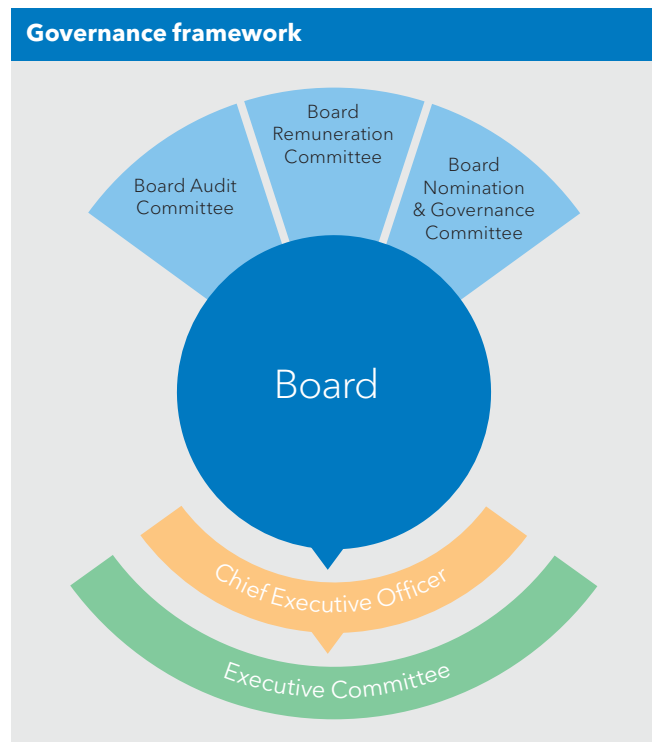 Governance framework
Board Audit
Committee
Board
Remuneration
Committee
Board
Nomination
& Governance
Committee
Board
Chief Executive Officer
Executive Committee